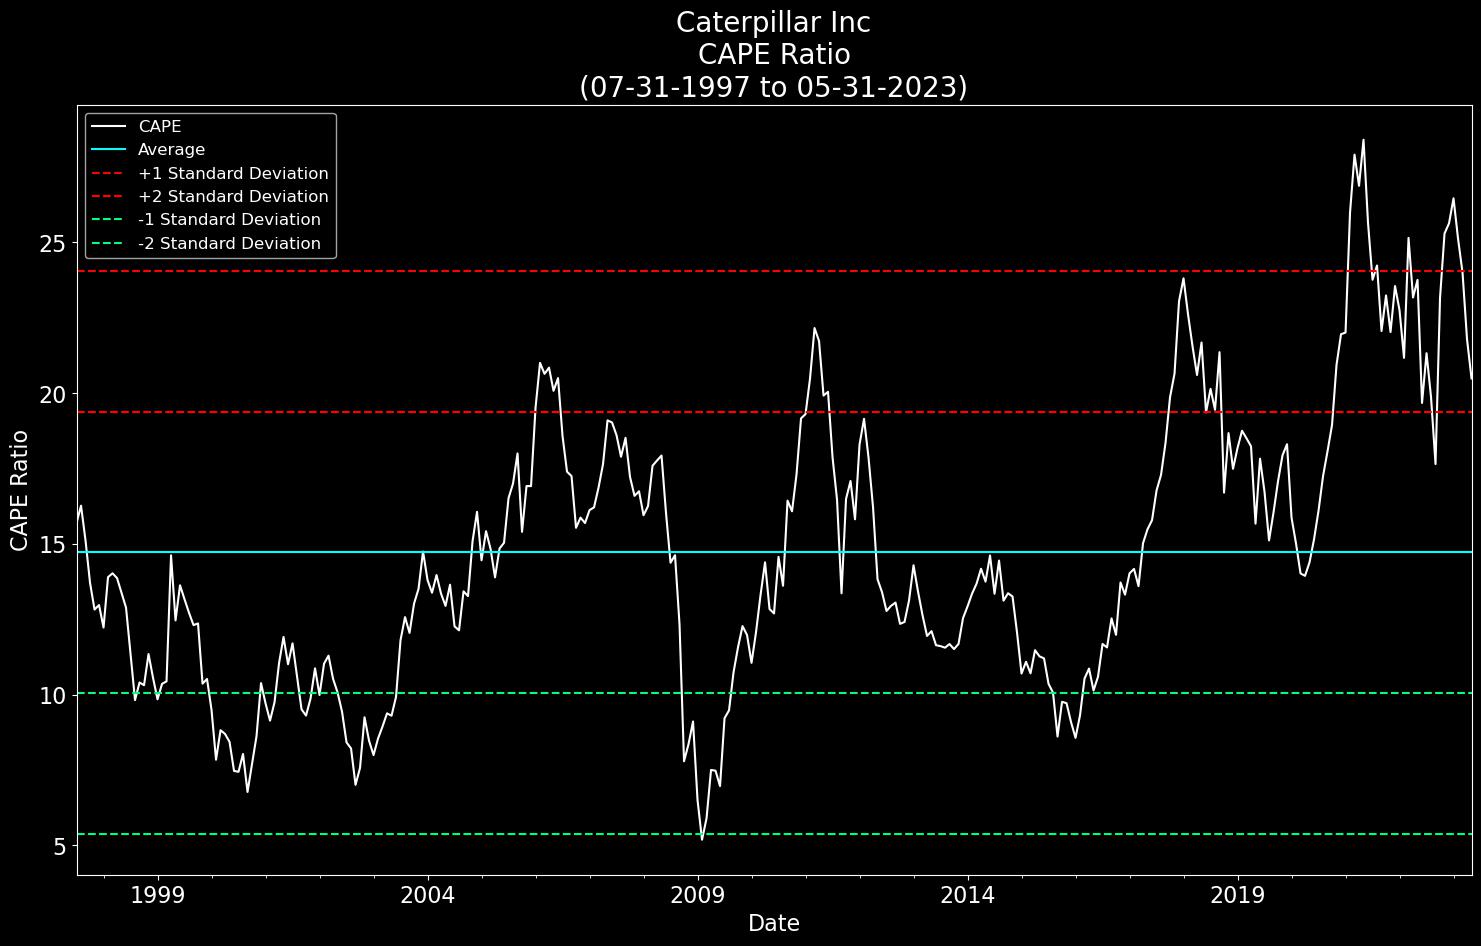 Caterpillar Inc
CAPE Ratio
(07-31-1997 to 05-31-2023)
CAPE
Average
+1 Standard Deviation
+2 Standard Deviation
-1 Standard Deviation
-2 Standard Deviation
25
20
15
10
5
CAPE Ratio
1999
2004
2009
2014
2019
Date